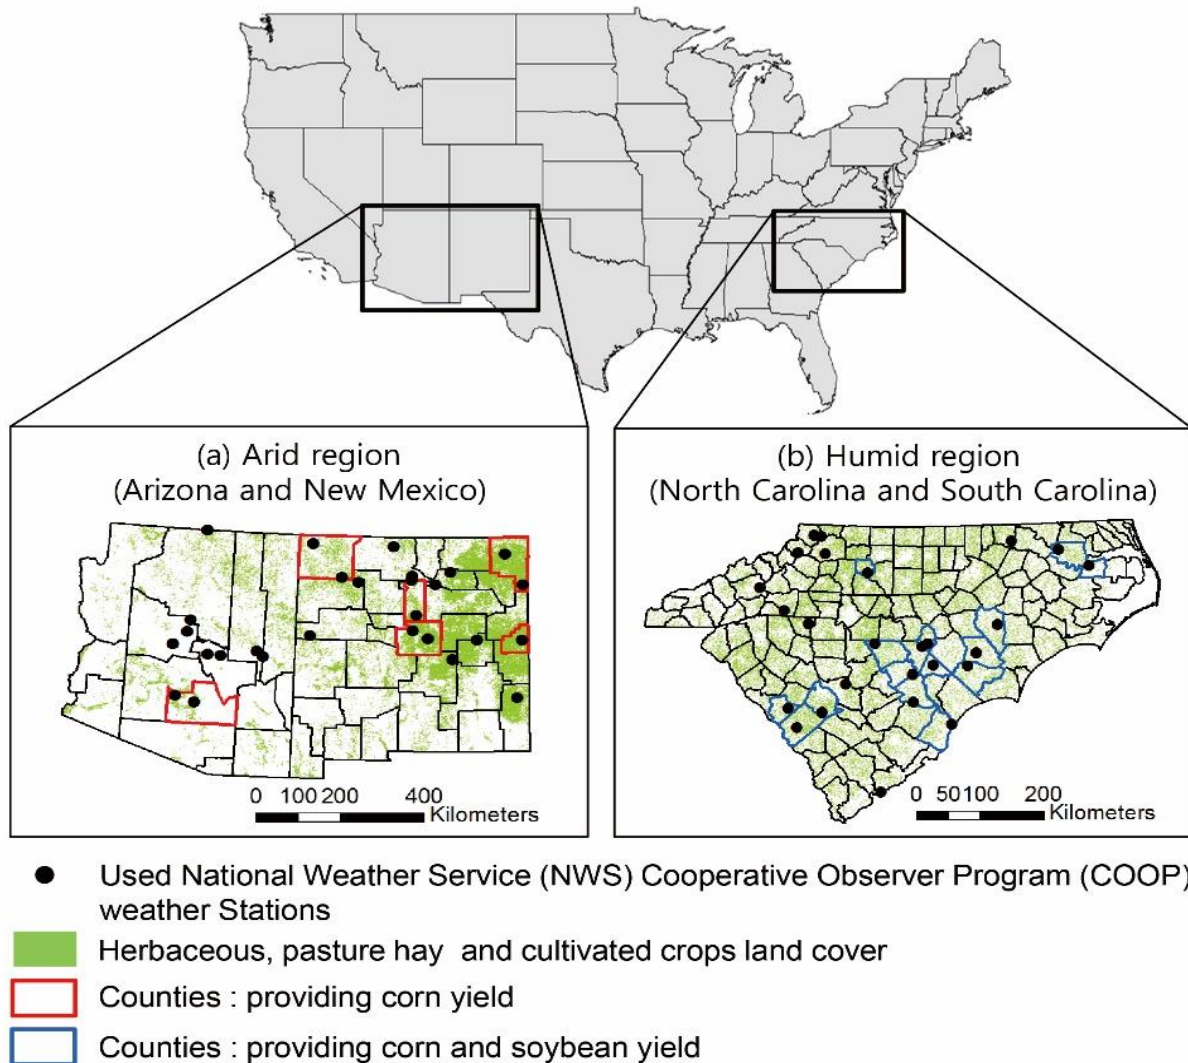 (a) Arid region
(Arizona and New Mexico)
0 100 200 400
Kilometers
(b) Humid region
(North Carolina and South Carolina)
0 50 100 200
Kilometers
Used National Weather Service (NWS) Cooperative Observer Program (COOP)
weather Stations
Herbaceous, pasture hay and cultivated crops land cover
Counties : providing corn yield
Counties : providing corn and soybean yield